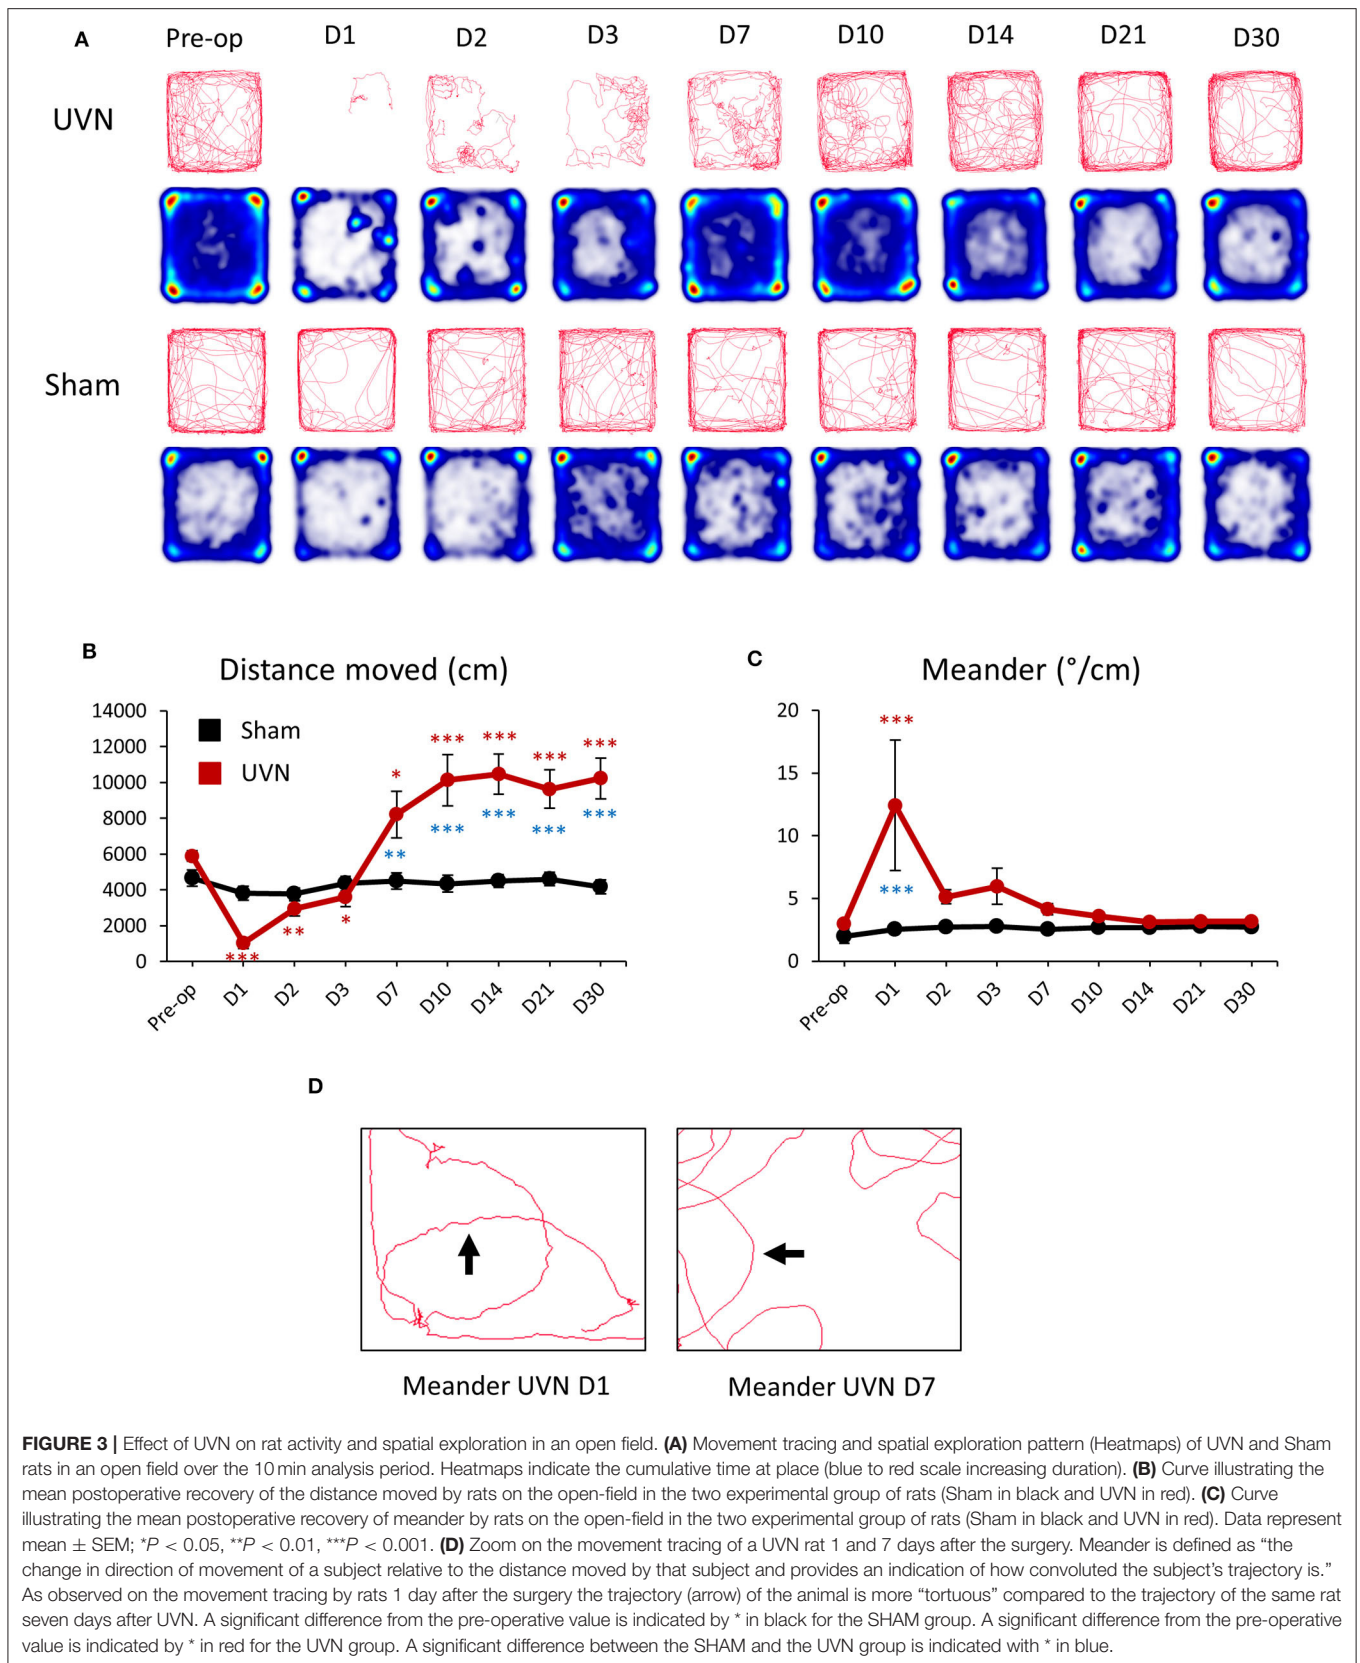 A
Pre-op D1 D2 D3 D7 D10 D14 D21 D30
UVN
Sham
B
Distance moved (cm)
14000
12000
10000
8000
6000
4000
2000
0
Sham
UVN
***
**
*
*
**
***
***
***
***
***
***
***
***
Pre-op D1 D2 D3 D7 D10 D14 D21 D30
C
Meander (°/cm)
20
15
10
5
0
***
***
Pre-op D1 D2 D3 D7 D10 D14 D21 D30
D
Meander UVN D1
Meander UVN D7
FIGURE 3 | Effect of UVN on rat activity and spatial exploration in an open field. (A) Movement tracing and spatial exploration pattern (Heatmaps) of UVN and Sham
rats in an open field over the 10 min analysis period. Heatmaps indicate the cumulative time at place (blue to red scale increasing duration). (B) Curve illustrating the
mean postoperative recovery of the distance moved by rats on the open-field in the two experimental group of rats (Sham in black and UVN in red). (C) Curve
illustrating the mean postoperative recovery of meander by rats on the open-field in the two experimental group of rats (Sham in black and UVN in red). Data represent
mean ± SEM; *P < 0.05, **P < 0.01, ***P < 0.001. (D) Zoom on the movement tracing of a UVN rat 1 and 7 days after the surgery. Meander is defined as “the
change in direction of movement of a subject relative to the distance moved by that subject and provides an indication of how convoluted the subject’s trajectory is.”
As observed on the movement tracing by rats 1 day after the surgery the trajectory (arrow) of the animal is more “tortuous” compared to the trajectory of the same rat
seven days after UVN. A significant difference from the pre-operative value is indicated by * in black for the SHAM group. A significant difference from the pre-operative
value is indicated by * in red for the UVN group. A significant difference between the SHAM and the UVN group is indicated with * in blue.